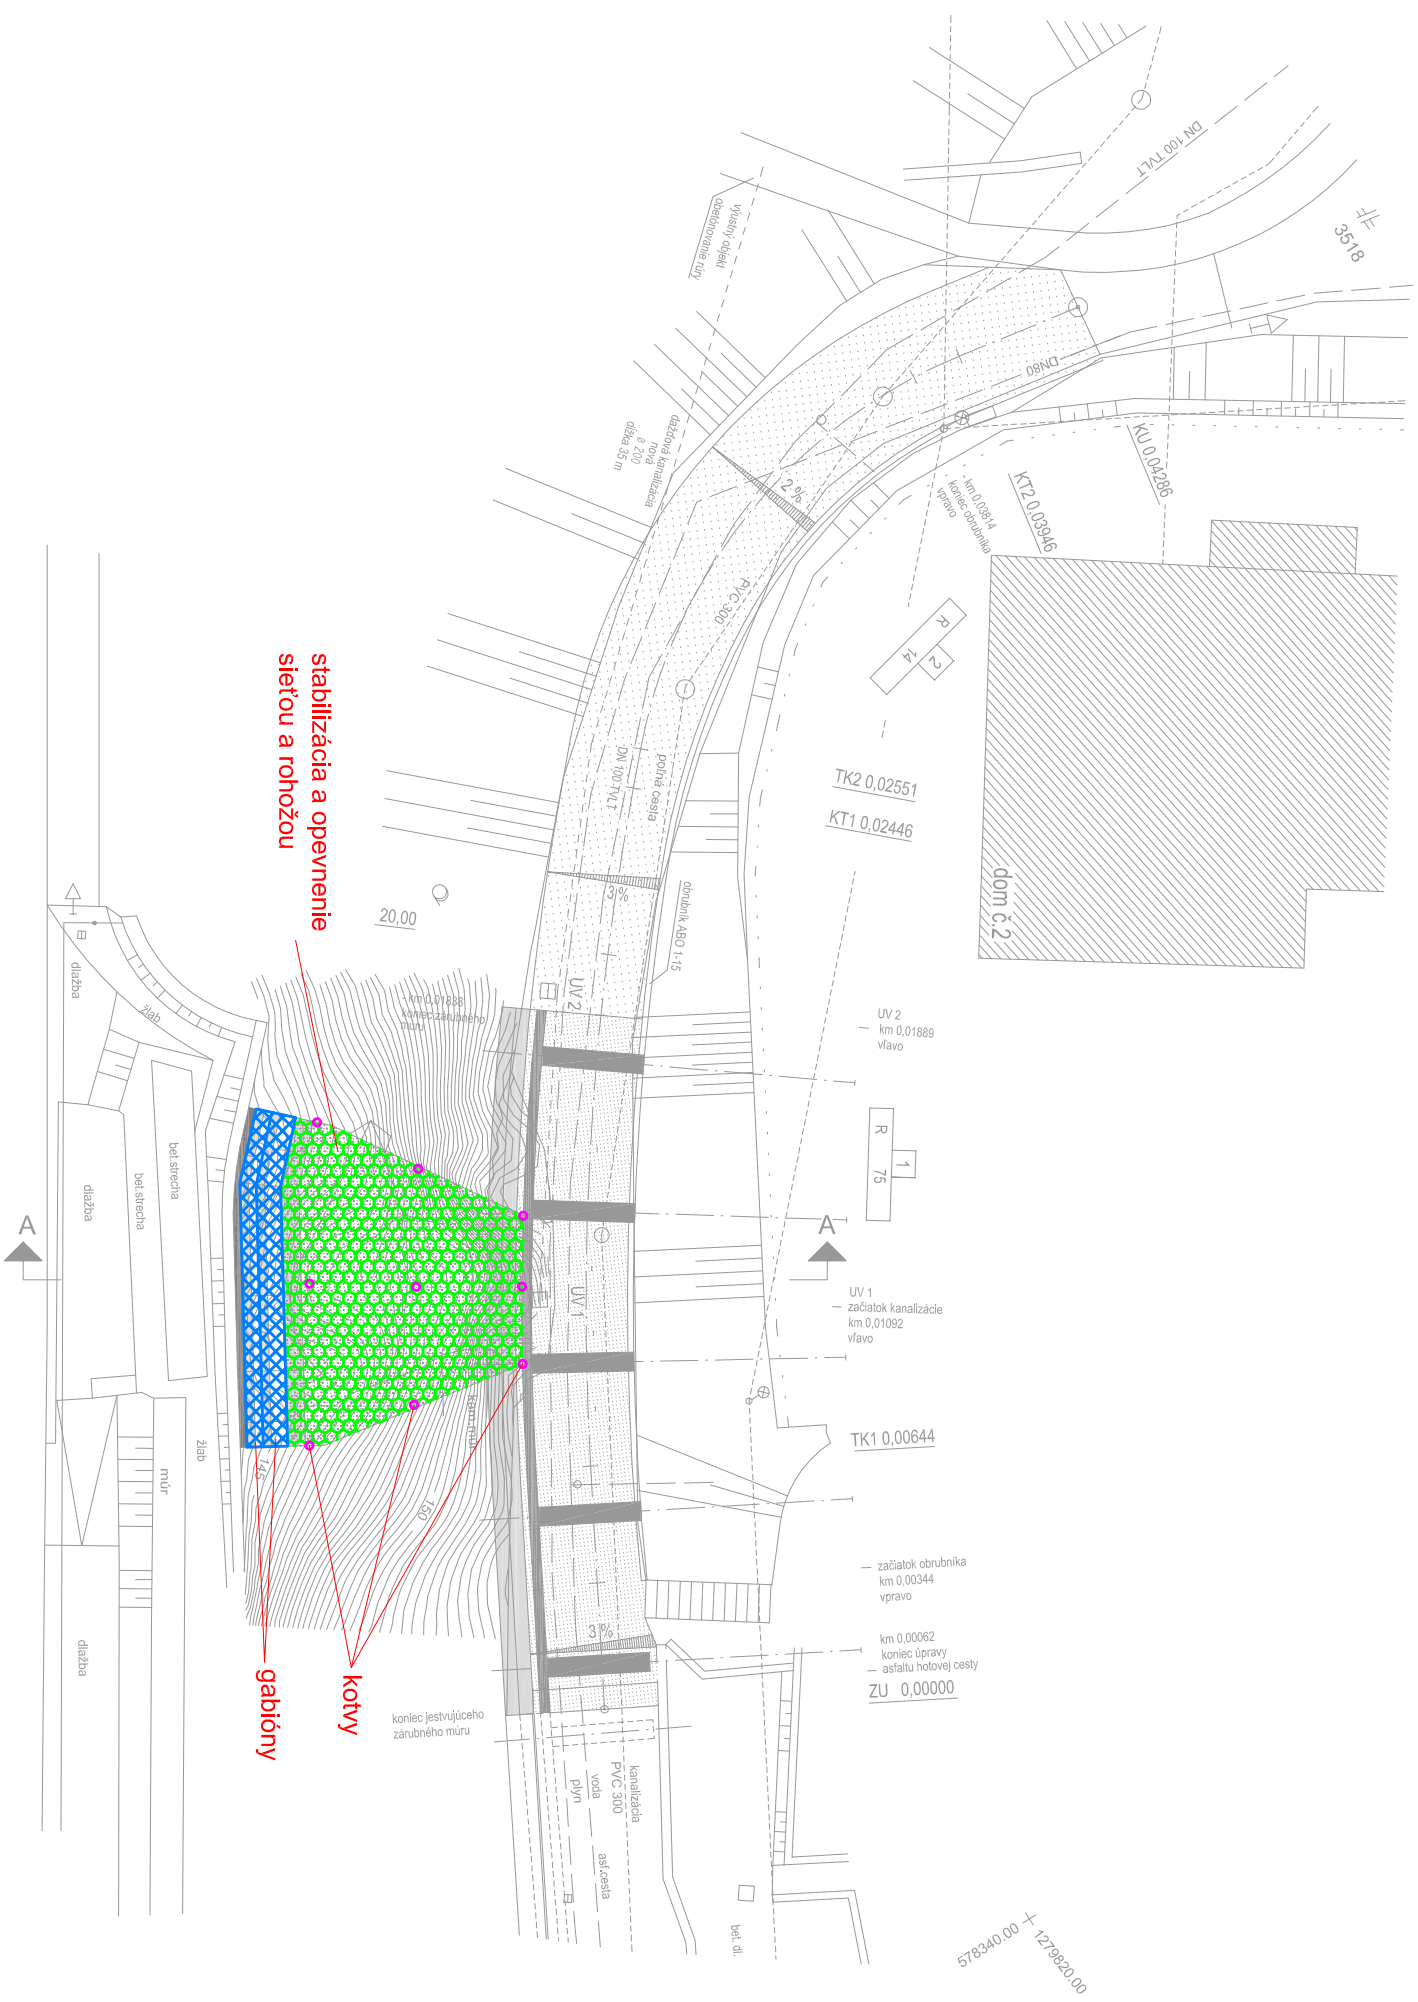 DN 100 TVLT
3518
výustný objekt
obetónovanie rúry
DN80
dažďová kanalizácia
nová
ø 200
dĺžka 35 m
2%
KU 0,04286
KT2 0,03946
km 0,03814
koniec obrubníka
vpravo
PVC 300
R 14
2
stabilizácia a opevnenie
sieťou a rohožou
poľná cesta
DN 100 TVLT
TK2 0,02551
KT1 0,02446
dom č.2
3%
20,00
obrubník ABO 1-15
dlažba
žlab
- km 0,01838
koniec zárubného
múru
UV 2
UV 2
km 0,01889
vľavo
R 75
1
bet.strecha
bet.strecha
dlažba
A
A
UV 1
UV 1
začiatok kanalizácie
km 0,01092
vľavo
kam.múr
TK1 0,00644
žlab
múr
145
150
začiatok obrubníka
km 0,00344
vpravo
3%
km 0,00062
koniec úpravy
asfaltu hotovej cesty
ZU 0,00000
dlažba
gabióny
kotvy
koniec jestvujúceho
zárubného múru
kanalizácia
PVC 300
voda
plyn
asf.cesta
bet. dl.
578340.00
1279820.00